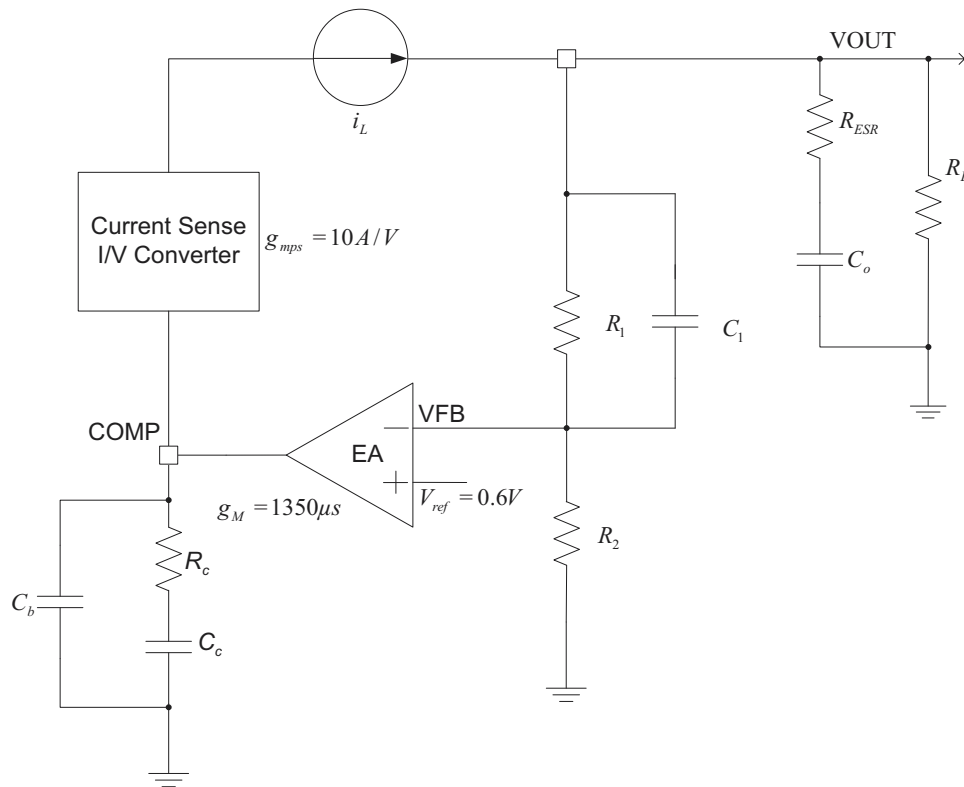 VOUT
i_L
R_ESR
Current Sense
I/V Converter
g_mps = 10A/V
C_o
R_1
C_1
COMP
VFB
EA
V_ref = 0.6V
g_M = 1350μs
R_2
R_c
C_b
C_c